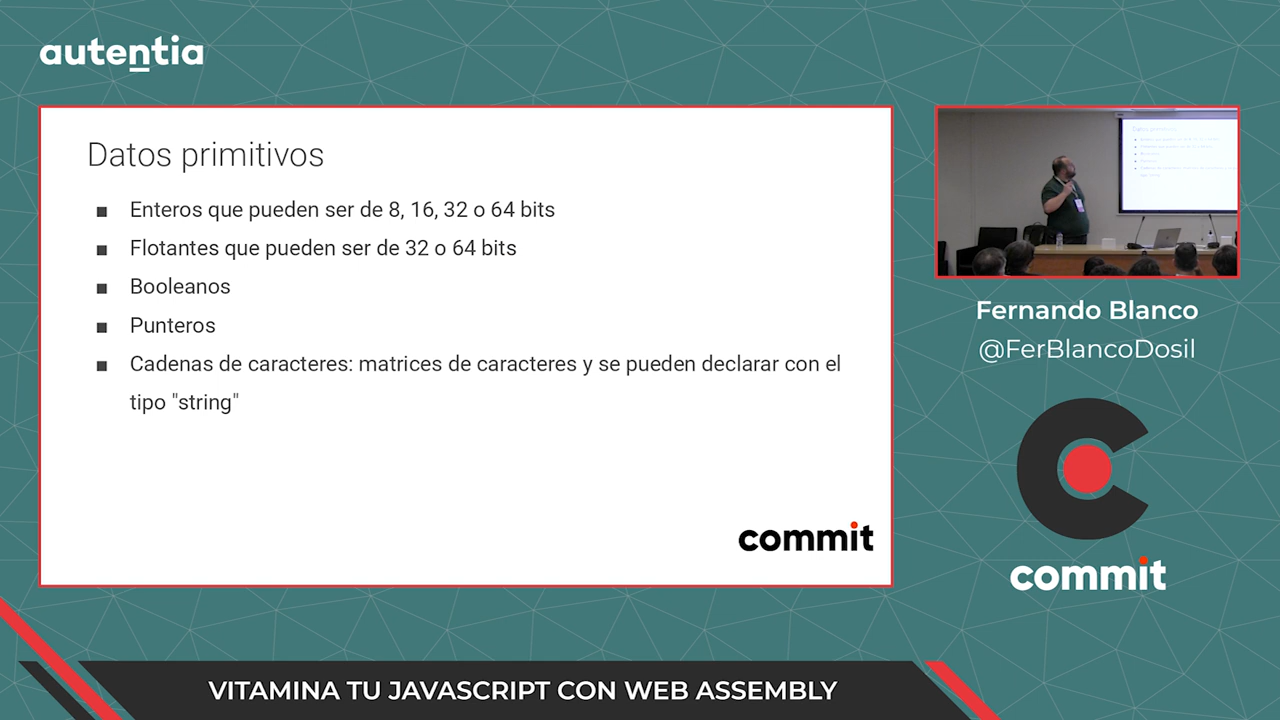 autentia
Datos primitivos
■ Enteros que pueden ser de 8, 16, 32 o 64 bits
■ Flotantes que pueden ser de 32 o 64 bits
■ Booleanos
■ Punteros
■ Cadenas de caracteres: matrices de caracteres y se pueden declarar con el
tipo "string"
commit
Fernando Blanco
@FerBlancoDosil
commit
VITAMINA TU JAVASCRIPT CON WEB ASSEMBLY